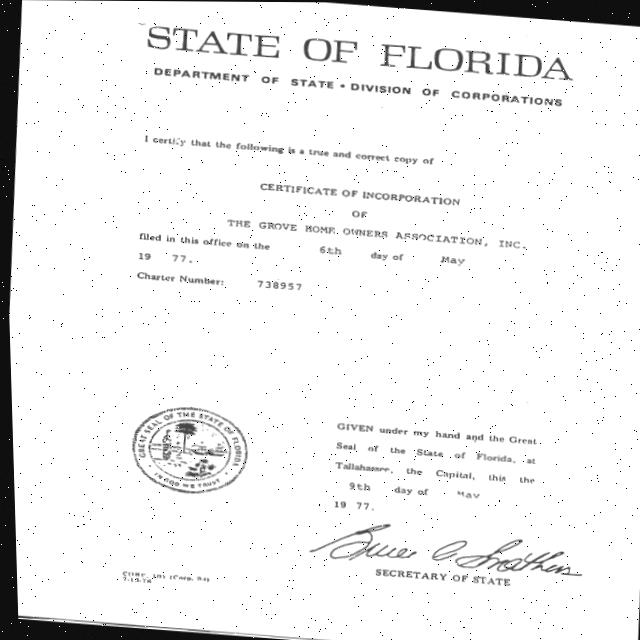 STATE OF FLORIDA
DEPARTMENT OF STATE • DIVISION OF CORPORATIONS
I certify that the following is a true and correct copy of
CERTIFICATE OF INCORPORATION
OF
THE GROVE HOME OWNERS ASSOCIATION, INC.
filed in this office on the 6th day of May
19 77.
Charter Number: 738957
GREAT SEAL OF THE STATE OF FLORIDA
IN GOD WE TRUST
GIVEN under my hand and the Great
Seal of the State of Florida, at
Tallahassee, the Capital, this the
9th day of May
19 77.
Bruce A. Smathers
SECRETARY OF STATE